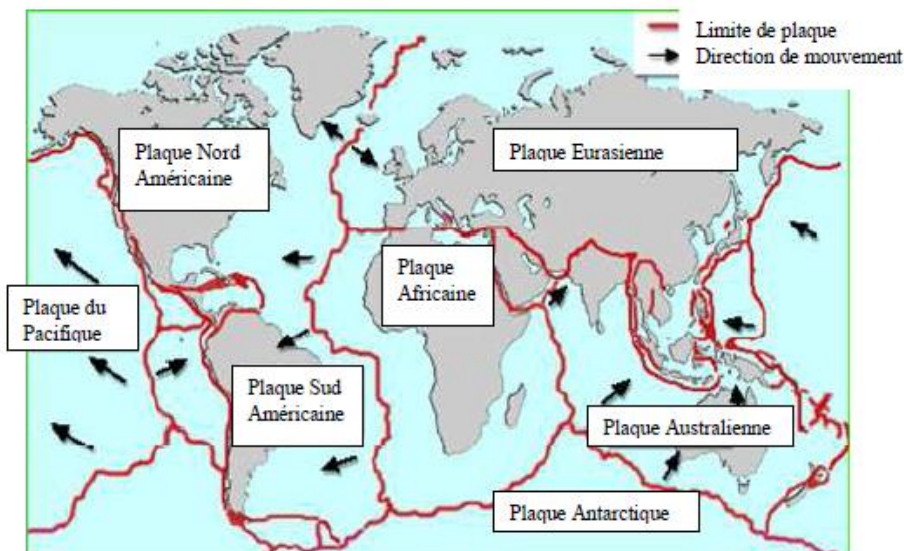 Limite de plaque
Direction de mouvement
Plaque Nord
Américaine
Plaque Eurasienne
Plaque
Africaine
Plaque du
Pacifique
Plaque Sud
Américaine
Plaque Australienne
Plaque Antarctique